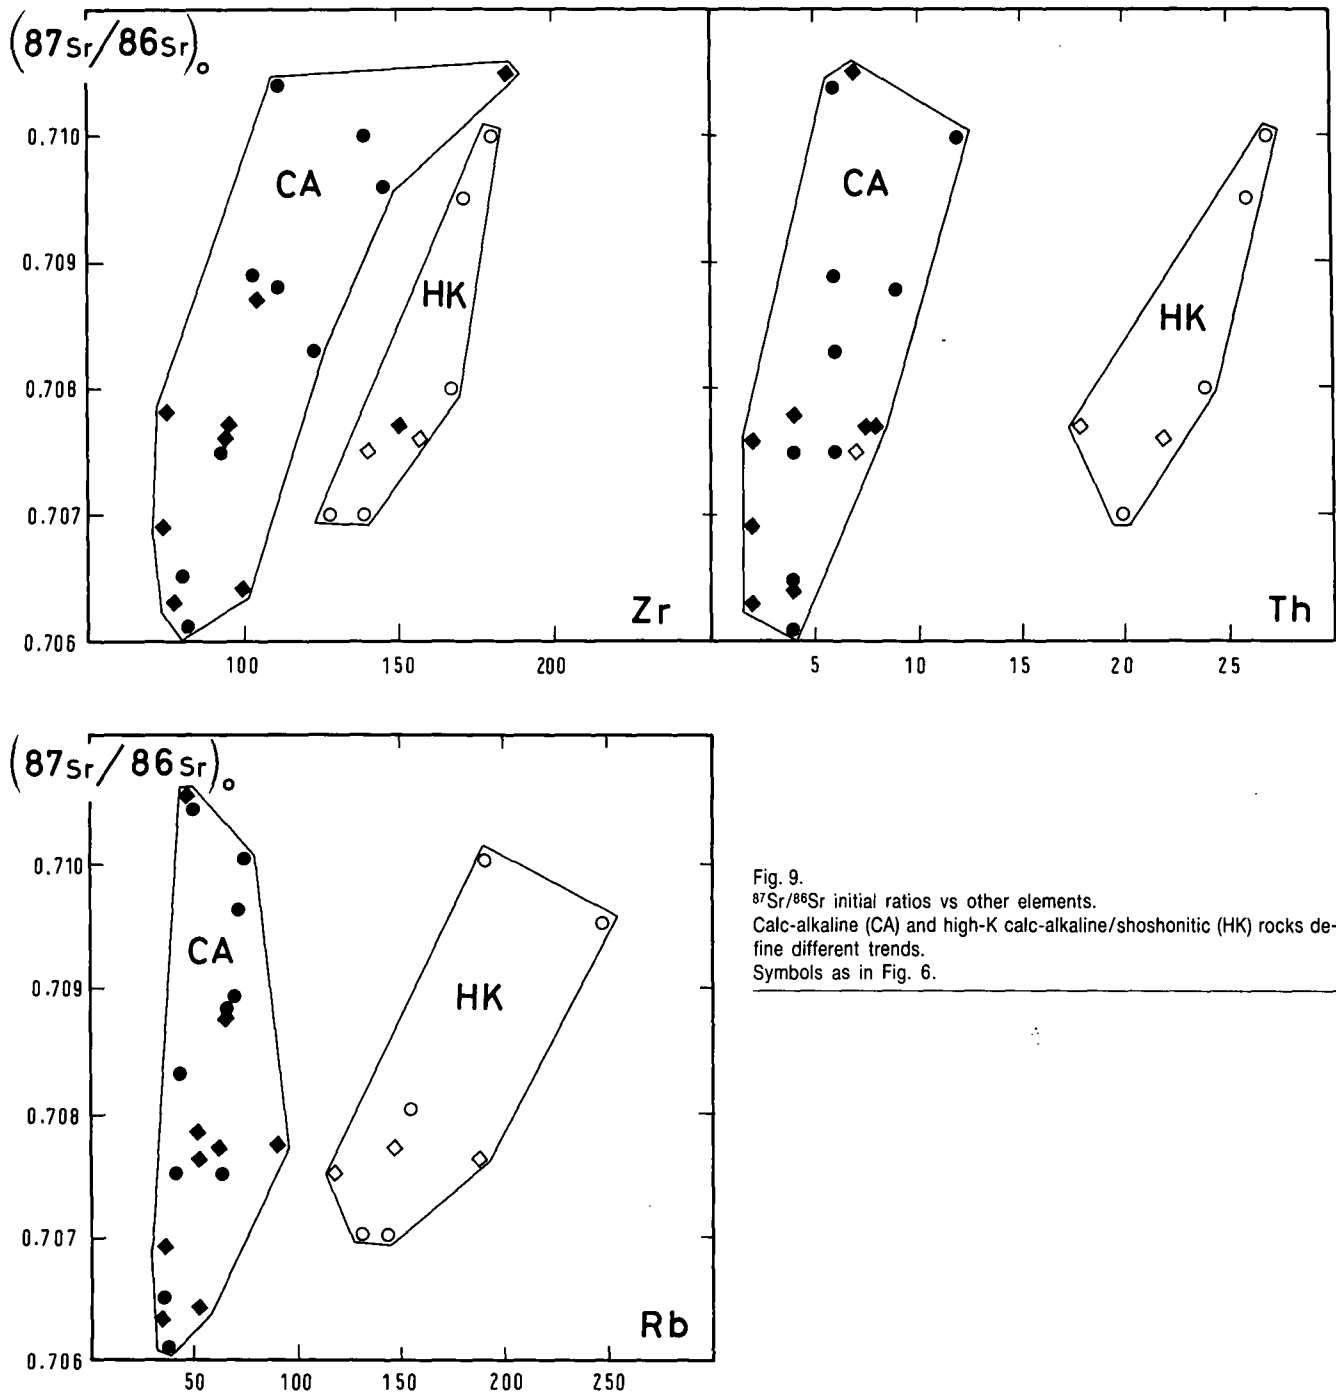 (87Sr/86Sr)o
0.710
0.709
0.708
0.707
0.706
CA
HK
Zr
100 150 200
CA
HK
Th
5 10 15 20 25
(87Sr/86Sr)o
0.710
0.709
0.708
0.707
0.706
CA
HK
Rb
50 100 150 200 250
Fig. 9.
⁸⁷Sr/⁸⁶Sr initial ratios vs other elements.
Calc-alkaline (CA) and high-K calc-alkaline/shoshonitic (HK) rocks de-
fine different trends.
Symbols as in Fig. 6.